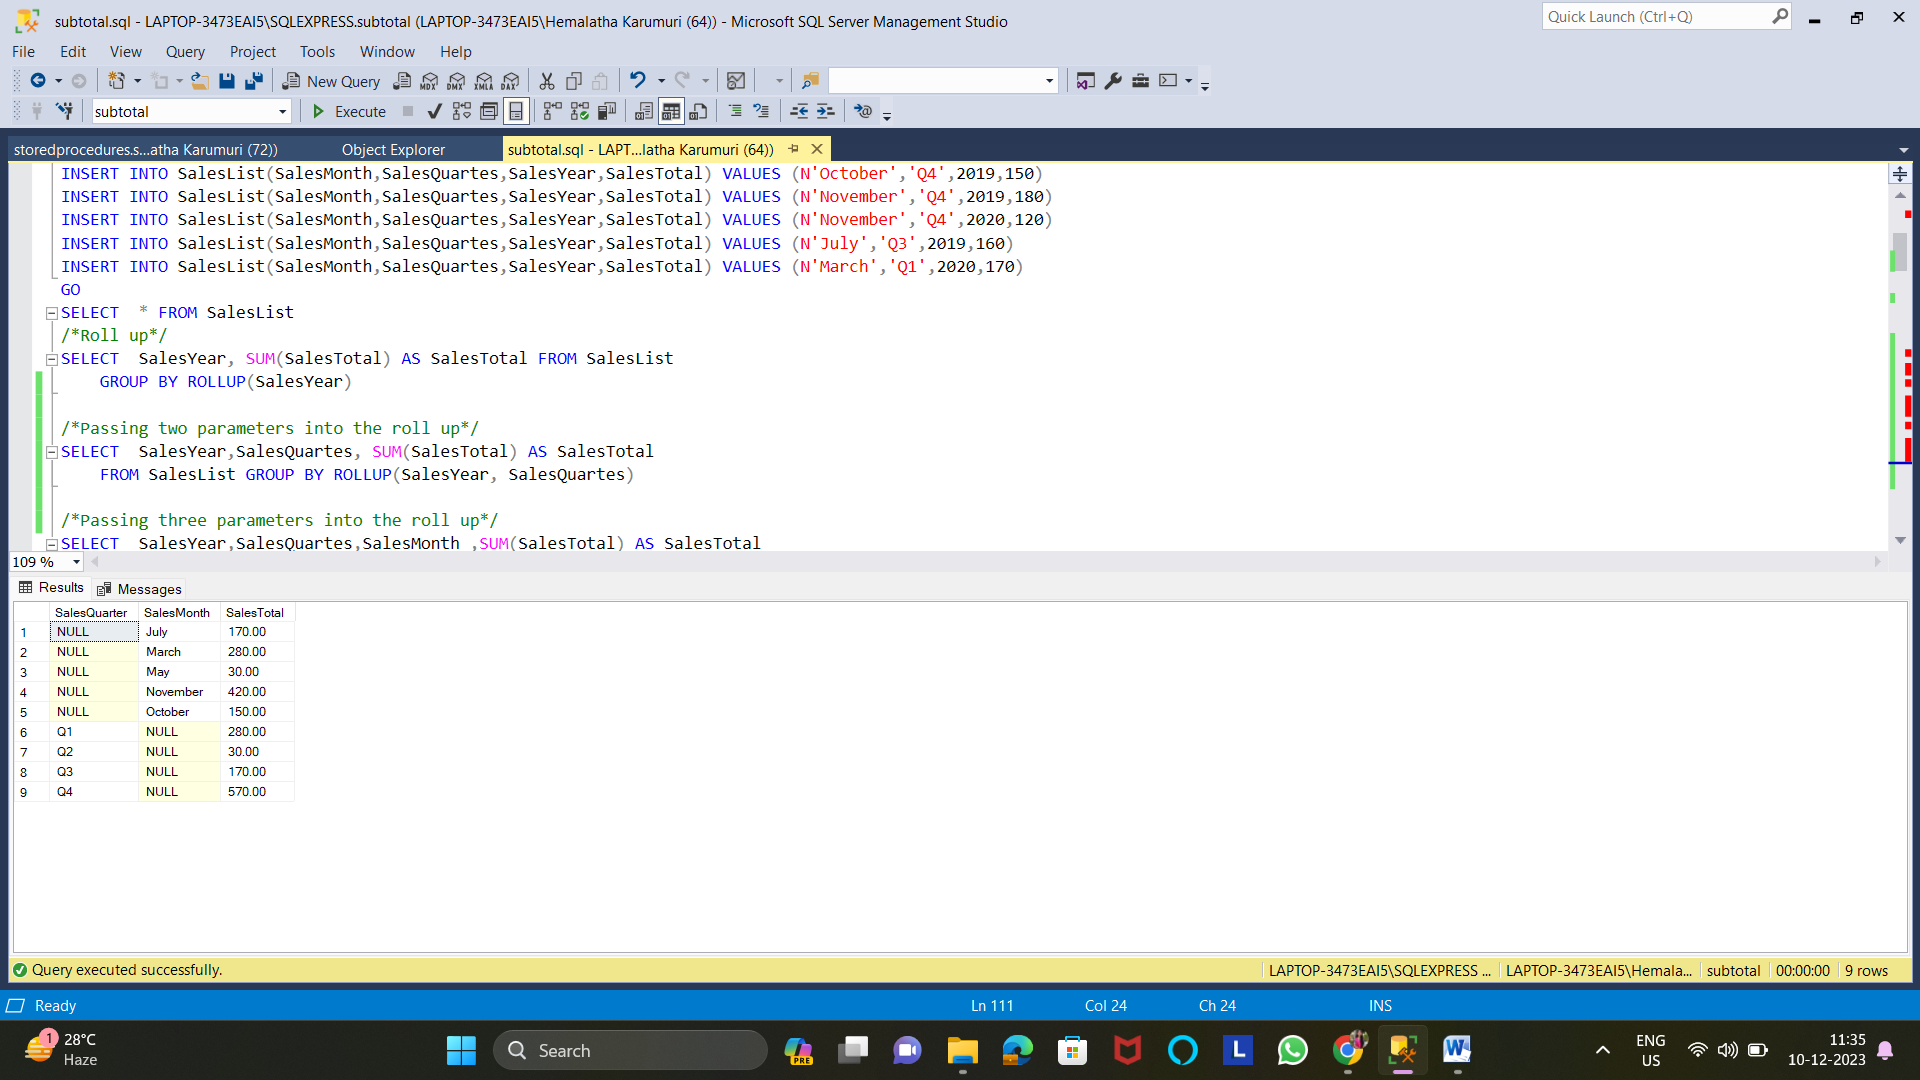 subtotal.sql - LAPTOP-3473EAI5\SQLEXPRESS.subtotal (LAPTOP-3473EAI5\Hemalatha Karumuri (64)) - Microsoft SQL Server Management Studio
Quick Launch (Ctrl+Q)
File Edit View Query Project Tools Window Help
New Query MDX DMX XMLA DAX
subtotal Execute
storedprocedures.s...atha Karumuri (72)) Object Explorer subtotal.sql - LAPT...latha Karumuri (64))
INSERT INTO SalesList(SalesMonth,SalesQuartes,SalesYear,SalesTotal) VALUES (N'October','Q4',2019,150)
INSERT INTO SalesList(SalesMonth,SalesQuartes,SalesYear,SalesTotal) VALUES (N'November','Q4',2019,180)
INSERT INTO SalesList(SalesMonth,SalesQuartes,SalesYear,SalesTotal) VALUES (N'November','Q4',2020,120)
INSERT INTO SalesList(SalesMonth,SalesQuartes,SalesYear,SalesTotal) VALUES (N'July','Q3',2019,160)
INSERT INTO SalesList(SalesMonth,SalesQuartes,SalesYear,SalesTotal) VALUES (N'March','Q1',2020,170)
GO
SELECT * FROM SalesList
/*Roll up*/
SELECT SalesYear, SUM(SalesTotal) AS SalesTotal FROM SalesList
GROUP BY ROLLUP(SalesYear)
/*Passing two parameters into the roll up*/
SELECT SalesYear,SalesQuartes, SUM(SalesTotal) AS SalesTotal
FROM SalesList GROUP BY ROLLUP(SalesYear, SalesQuartes)
/*Passing three parameters into the roll up*/
SELECT SalesYear,SalesQuartes,SalesMonth ,SUM(SalesTotal) AS SalesTotal
109 %
Results Messages
SalesQuarter SalesMonth SalesTotal
1 NULL July 170.00
2 NULL March 280.00
3 NULL May 30.00
4 NULL November 420.00
5 NULL October 150.00
6 Q1 NULL 280.00
7 Q2 NULL 30.00
8 Q3 NULL 170.00
9 Q4 NULL 570.00
Query executed successfully. LAPTOP-3473EAI5\SQLEXPRESS ... LAPTOP-3473EAI5\Hemala... subtotal 00:00:00 9 rows
Ready Ln 111 Col 24 Ch 24 INS
1 28°C
Haze
Search
PRE
L
W
ENG
US
11:35
10-12-2023